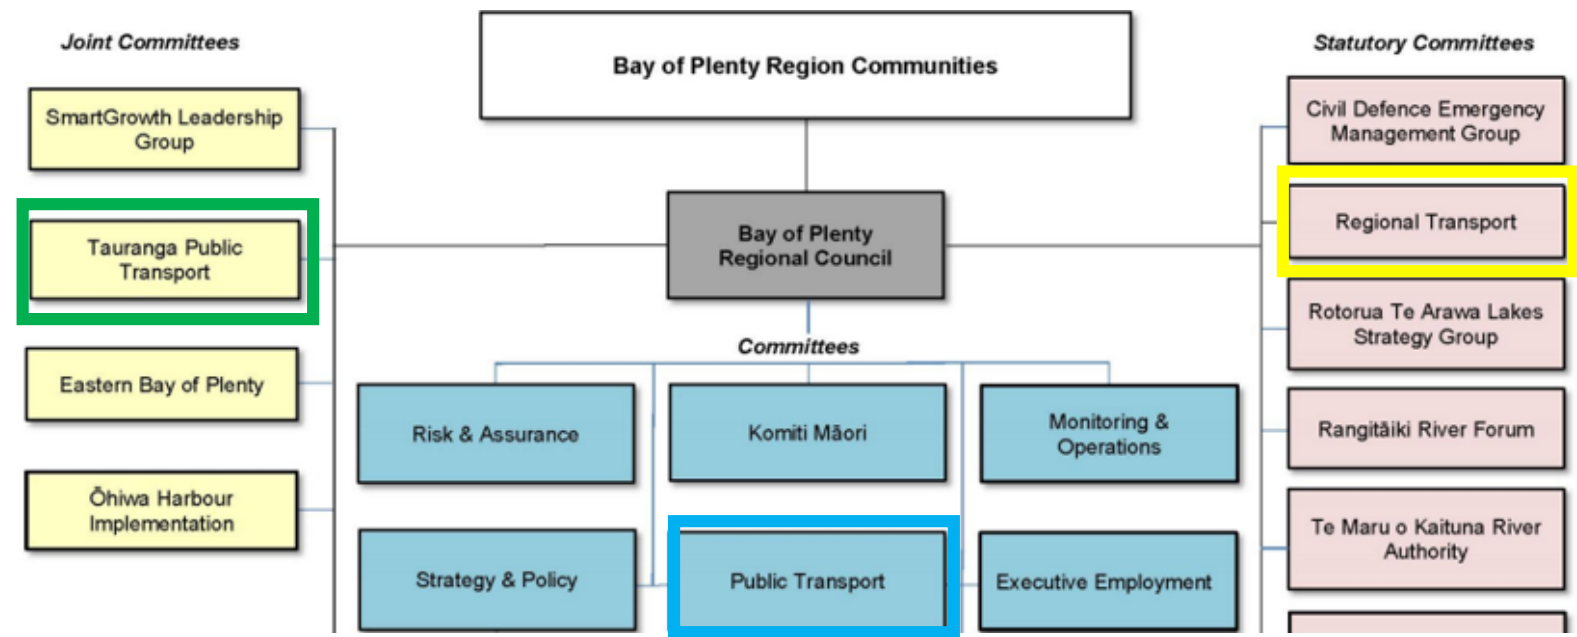 Joint Committees
SmartGrowth Leadership
Group
Tauranga Public
Transport
Eastern Bay of Plenty
Ōhiwa Harbour
Implementation
Bay of Plenty Region Communities
Bay of Plenty
Regional Council
Committees
Risk & Assurance
Komiti Māori
Monitoring &
Operations
Strategy & Policy
Public Transport
Executive Employment
Statutory Committees
Civil Defence Emergency
Management Group
Regional Transport
Rotorua Te Arawa Lakes
Strategy Group
Rangitāiki River Forum
Te Maru o Kaituna River
Authority